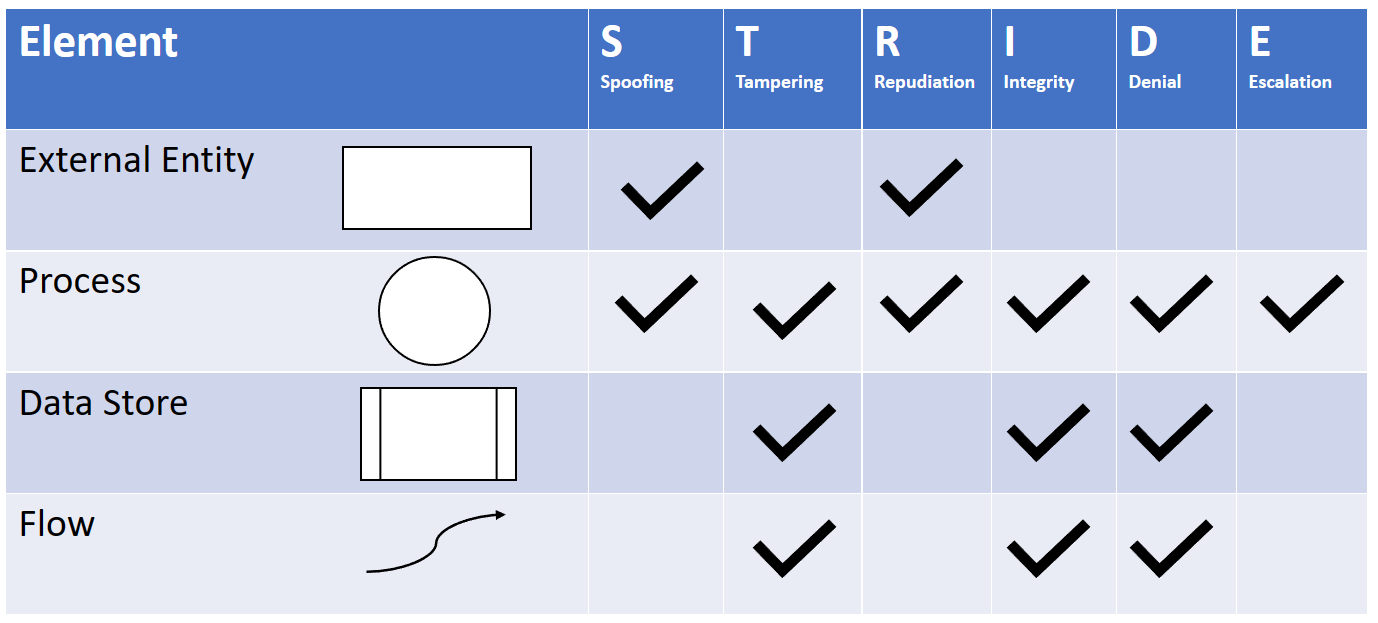 Element S T R I D E
Spoofing Tampering Repudiation Integrity Denial Escalation
External Entity
Process
Data Store
Flow